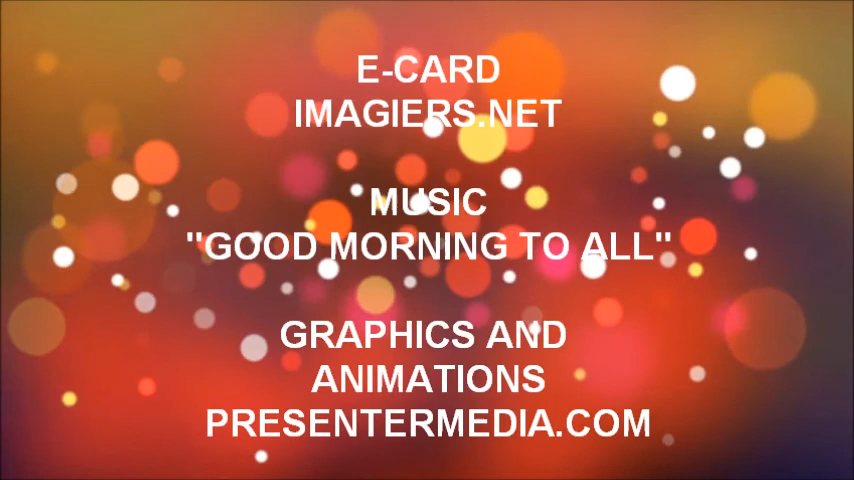 E-CARD
IMAGIERS.NET
MUSIC
"GOOD MORNING TO ALL"
GRAPHICS AND
ANIMATIONS
PRESENTERMEDIA.COM